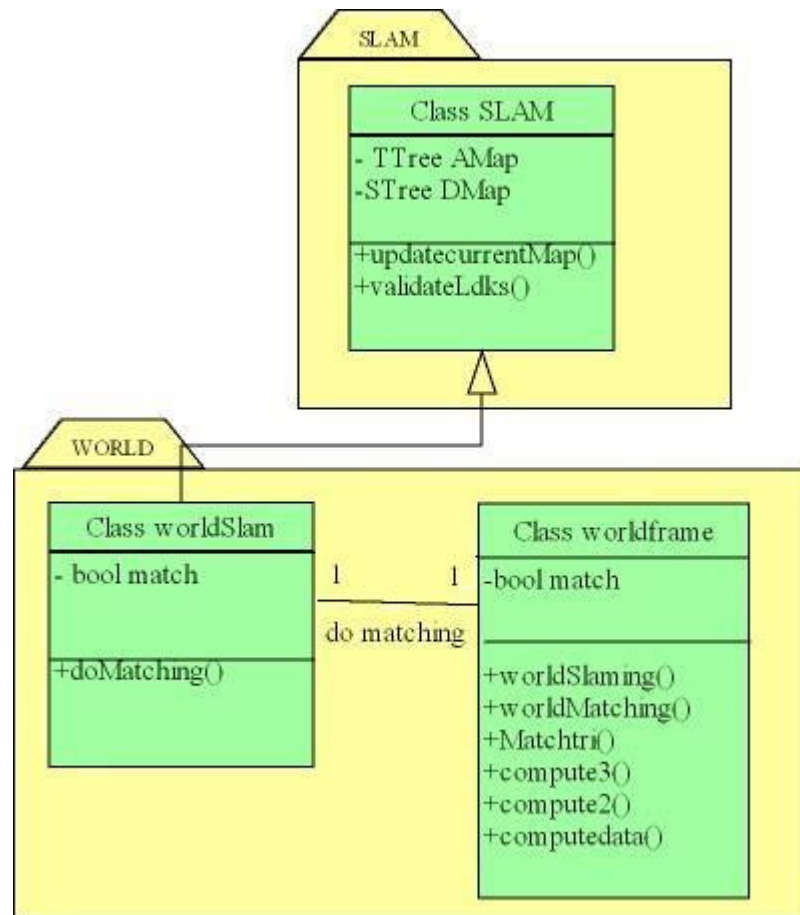 SLAM
Class SLAM
- TTree AMap
-STree DMap
+updatecurrentMap()
+validateLdks()
WORLD
Class worldSlam
- bool match
+doMatching()
1
1
do matching
Class worldframe
-bool match
+worldSlaming()
+worldMatching()
+Matchtri()
+compute3()
+compute2()
+computedata()